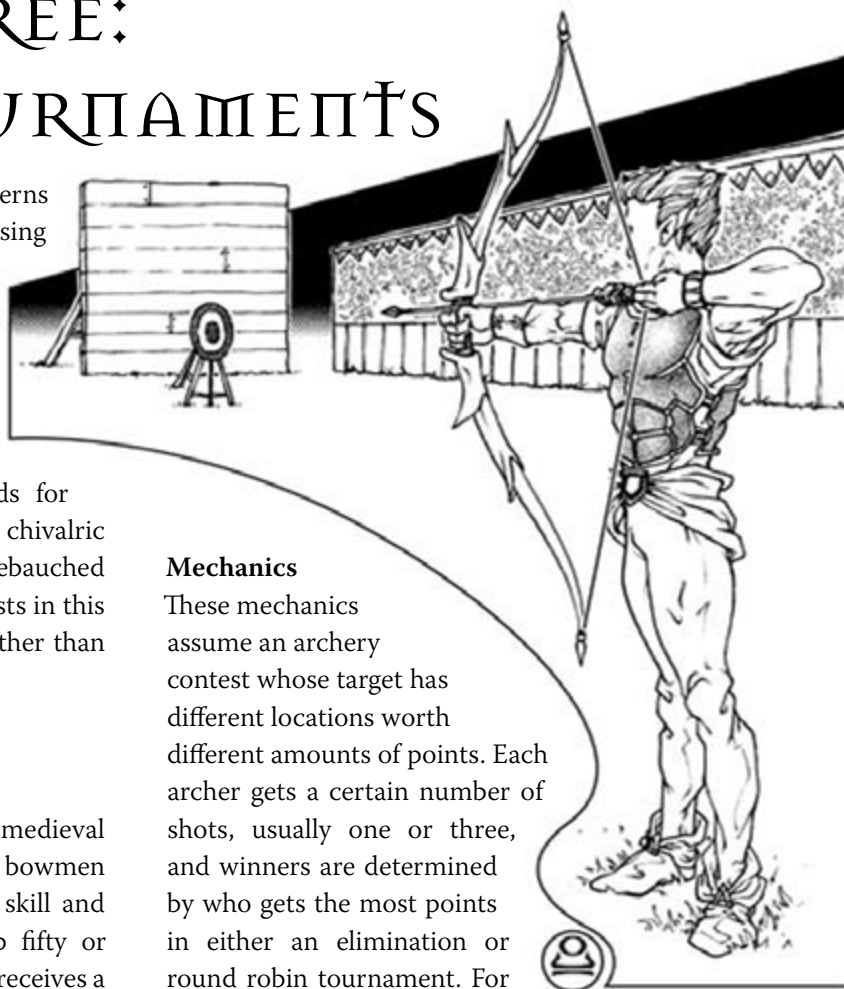 REE:
URNAMENTS
erns
sing
ds for
chivalric
ebauched
sts in this
ther than
medieval
bowmen
skill and
fifty or
receives a
Mechanics
These mechanics
assume an archery
contest whose target has
different locations worth
different amounts of points. Each
archer gets a certain number of
shots, usually one or three,
and winners are determined
by who gets the most points
in either an elimination or
round robin tournament. For